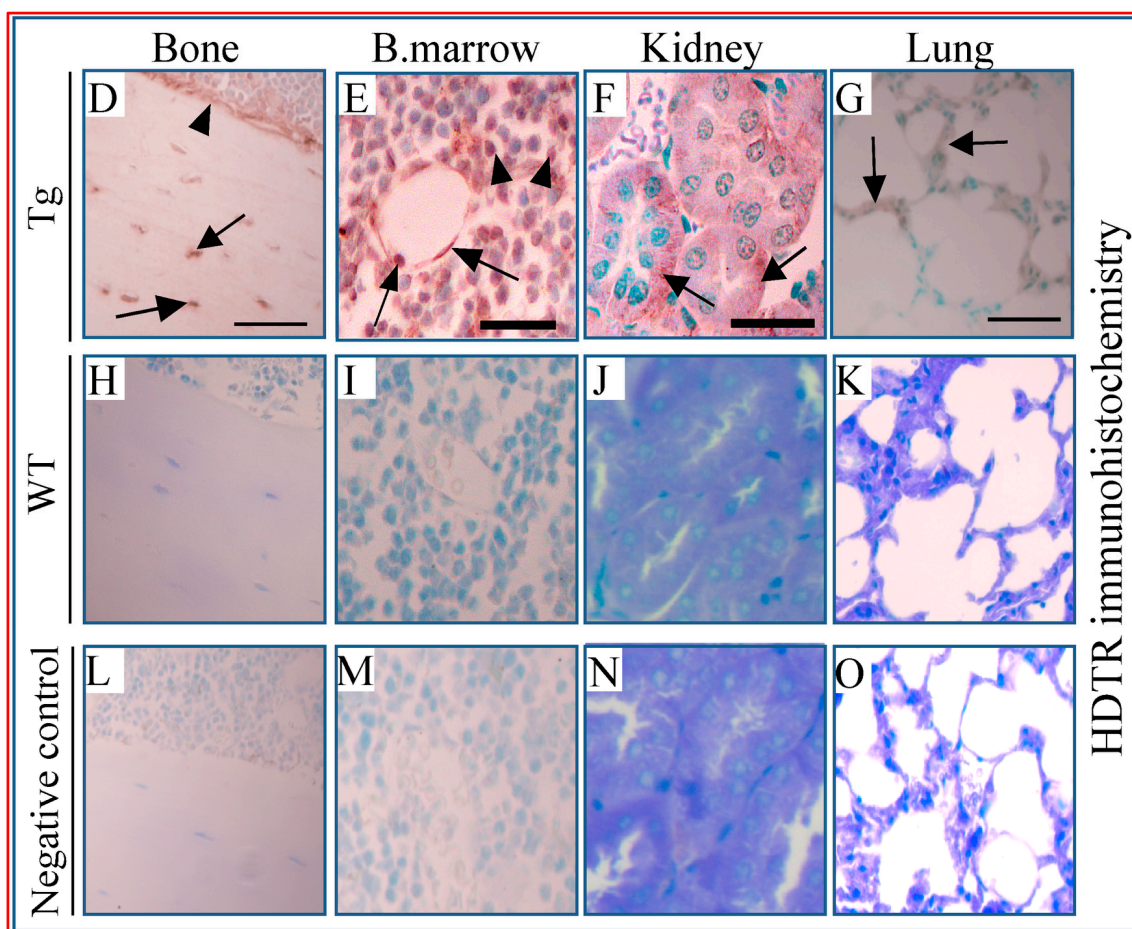 Bone B.marrow Kidney Lung
Tg
D E F G
WT
H I J K
Negative control
L M N O
HDTR immunohistochemistry